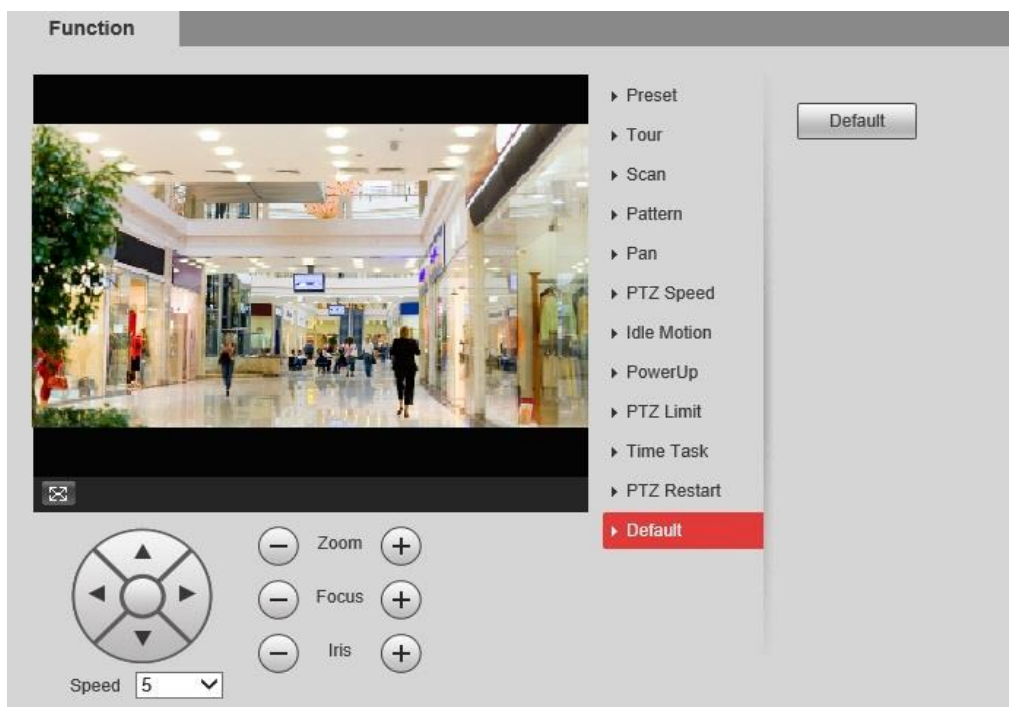 Function
Preset
Tour
Scan
Pattern
Pan
PTZ Speed
Idle Motion
PowerUp
PTZ Limit
Time Task
PTZ Restart
Default
Default
Zoom
Focus
Iris
Speed 5